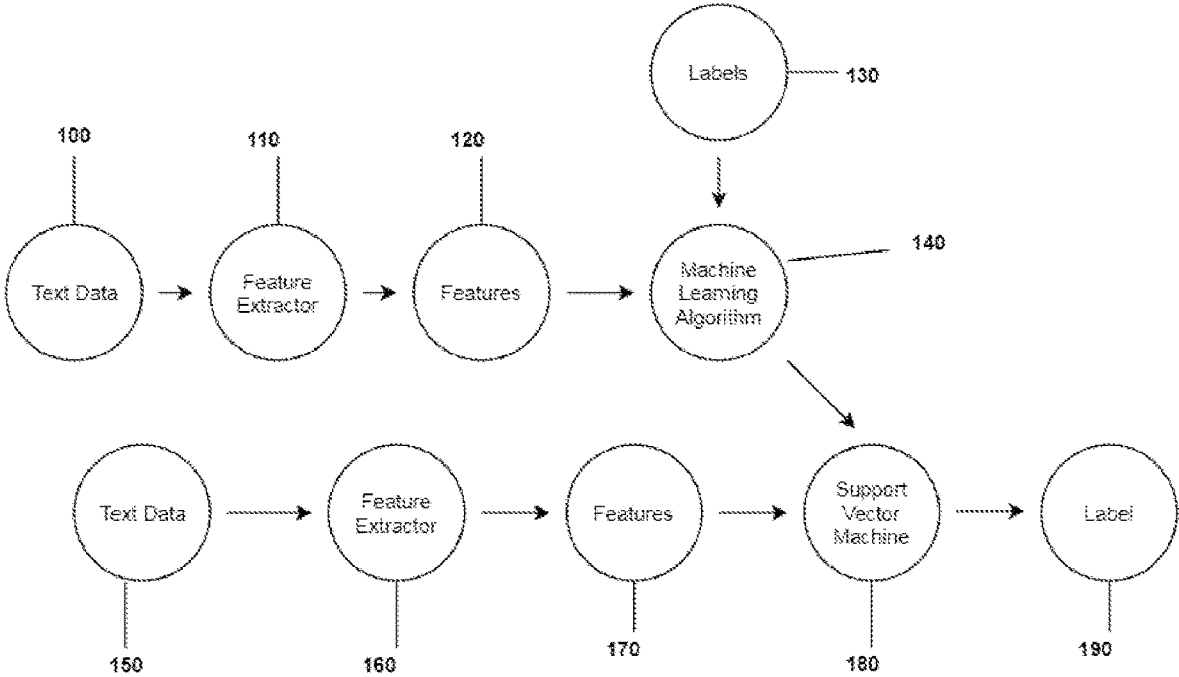 Labels
130
100
110
120
140
Text Data
Feature
Extractor
Features
Machine
Learning
Algorithm
Text Data
Feature
Extractor
Features
Support
Vector
Machine
Label
150
160
170
180
190